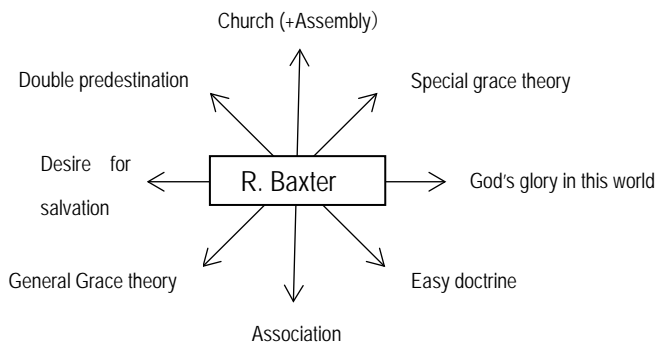 Church (+Assembly)
Double predestination
Special grace theory
Desire for
salvation
R. Baxter
God's glory in this world
General Grace theory
Easy doctrine
Association